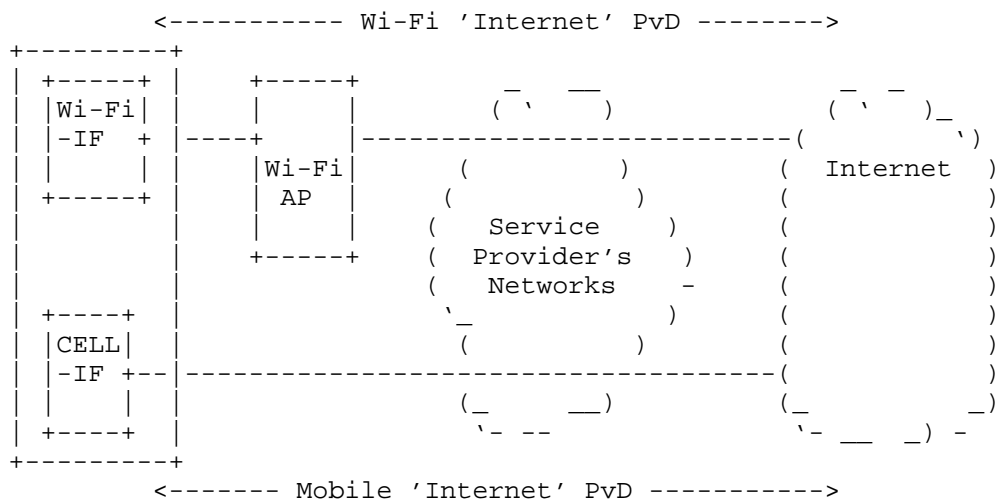 <----------- Wi-Fi 'Internet' PvD -------->
Wi-Fi
-IF
Wi-Fi
AP
Internet
Service
Provider's
Networks
CELL
-IF
<------- Mobile 'Internet' PvD ----------->